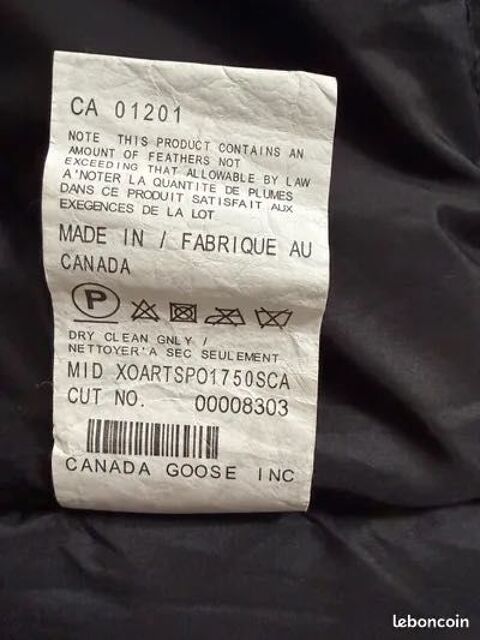 CA 01201
NOTE THIS PRODUCT CONTAINS AN
AMOUNT OF FEATHERS NOT
EXCEEDING THAT ALLOWABLE BY LAW
A'NOTER LA QUANTITE DE PLUMES
DANS CE PRODUIT SATISFAIT AUX
EXEGENCES DE LA LOT
MADE IN / FABRIQUE AU
CANADA
P
DRY CLEAN GNLY /
NETTOYER'A SEC SEULEMENT
MID XOARTSPO1750SCA
CUT NO. 00008303
CANADA GOOSE INC
leboncoin